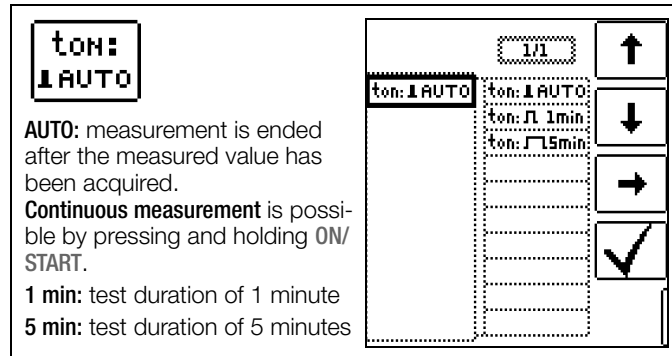 ton:
AUTO
AUTO: measurement is ended
after the measured value has
been acquired.
Continuous measurement is possi-
ble by pressing and holding ON/
START.
1 min: test duration of 1 minute
5 min: test duration of 5 minutes
1/1
ton: AUTO
ton: AUTO
ton: 1min
ton: 5min